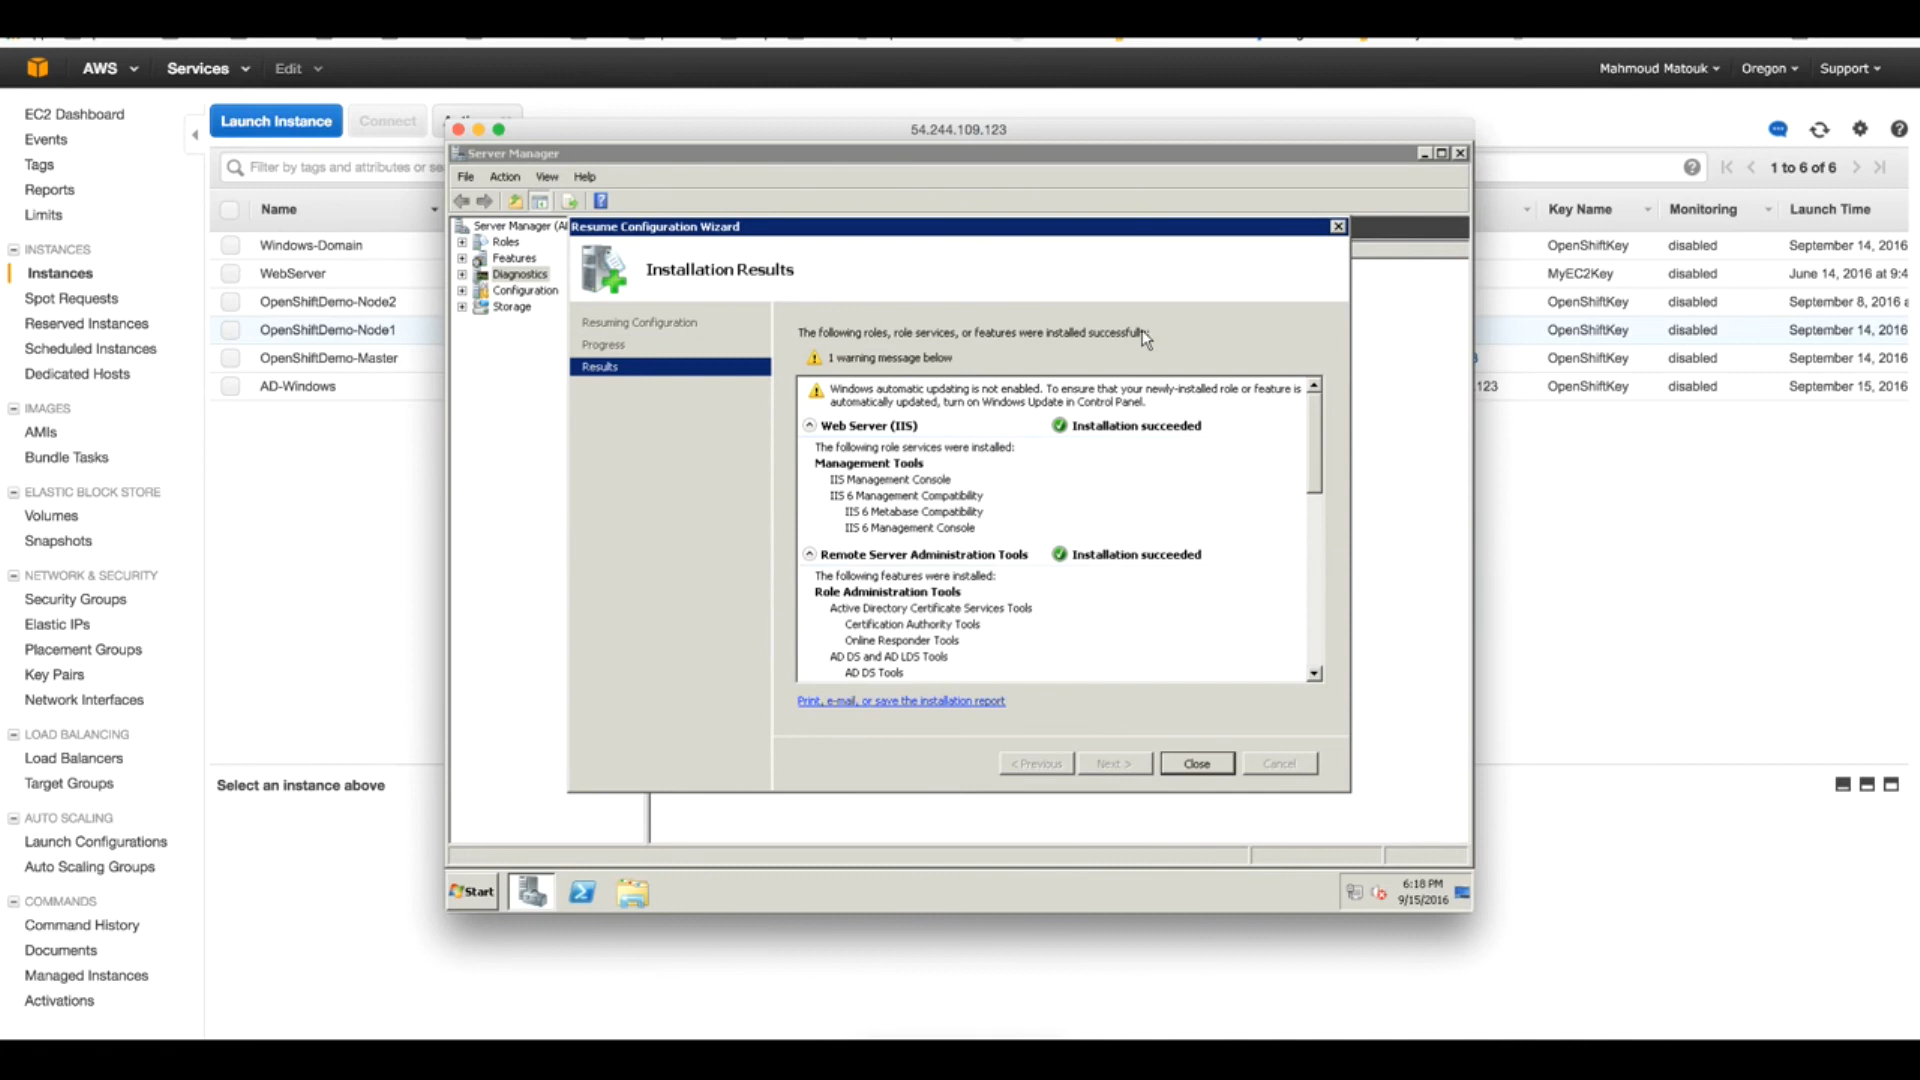 AWS
Services
Edit
Mahmoud Matouk
Oregon
Support
EC2 Dashboard
Events
Tags
Reports
Limits
INSTANCES
Instances
Spot Requests
Reserved Instances
Scheduled Instances
Dedicated Hosts
IMAGES
AMIs
Bundle Tasks
ELASTIC BLOCK STORE
Volumes
Snapshots
NETWORK & SECURITY
Security Groups
Elastic IPs
Placement Groups
Key Pairs
Network Interfaces
LOAD BALANCING
Load Balancers
Target Groups
AUTO SCALING
Launch Configurations
Auto Scaling Groups
COMMANDS
Command History
Documents
Managed Instances
Activations
Launch Instance
Connect
Filter by tags and attributes or se
1 to 6 of 6
Name
Key Name
Monitoring
Launch Time
Windows-Domain
OpenShiftKey
disabled
September 14, 2016
WebServer
MyEC2Key
disabled
June 14, 2016 at 9:4
OpenShiftDemo-Node2
OpenShiftKey
disabled
September 8, 2016 a
OpenShiftDemo-Node1
OpenShiftKey
disabled
September 14, 2016
OpenShiftDemo-Master
OpenShiftKey
disabled
September 14, 2016
AD-Windows
.123
OpenShiftKey
disabled
September 15, 2016
Select an instance above
54.244.109.123
Server Manager
File
Action
View
Help
Server Manager (A
Roles
Features
Diagnostics
Configuration
Storage
Resume Configuration Wizard
Installation Results
Resuming Configuration
Progress
Results
The following roles, role services, or features were installed successfully:
1 warning message below
Windows automatic updating is not enabled. To ensure that your newly-installed role or feature is
automatically updated, turn on Windows Update in Control Panel.
Web Server (IIS)
Installation succeeded
The following role services were installed:
Management Tools
IIS Management Console
IIS 6 Management Compatibility
IIS 6 Metabase Compatibility
IIS 6 Management Console
Remote Server Administration Tools
Installation succeeded
The following features were installed:
Role Administration Tools
Active Directory Certificate Services Tools
Certification Authority Tools
Online Responder Tools
AD DS and AD LDS Tools
AD DS Tools
Print, e-mail, or save the installation report
< Previous
Next >
Close
Cancel
Start
6:18 PM
9/15/2016